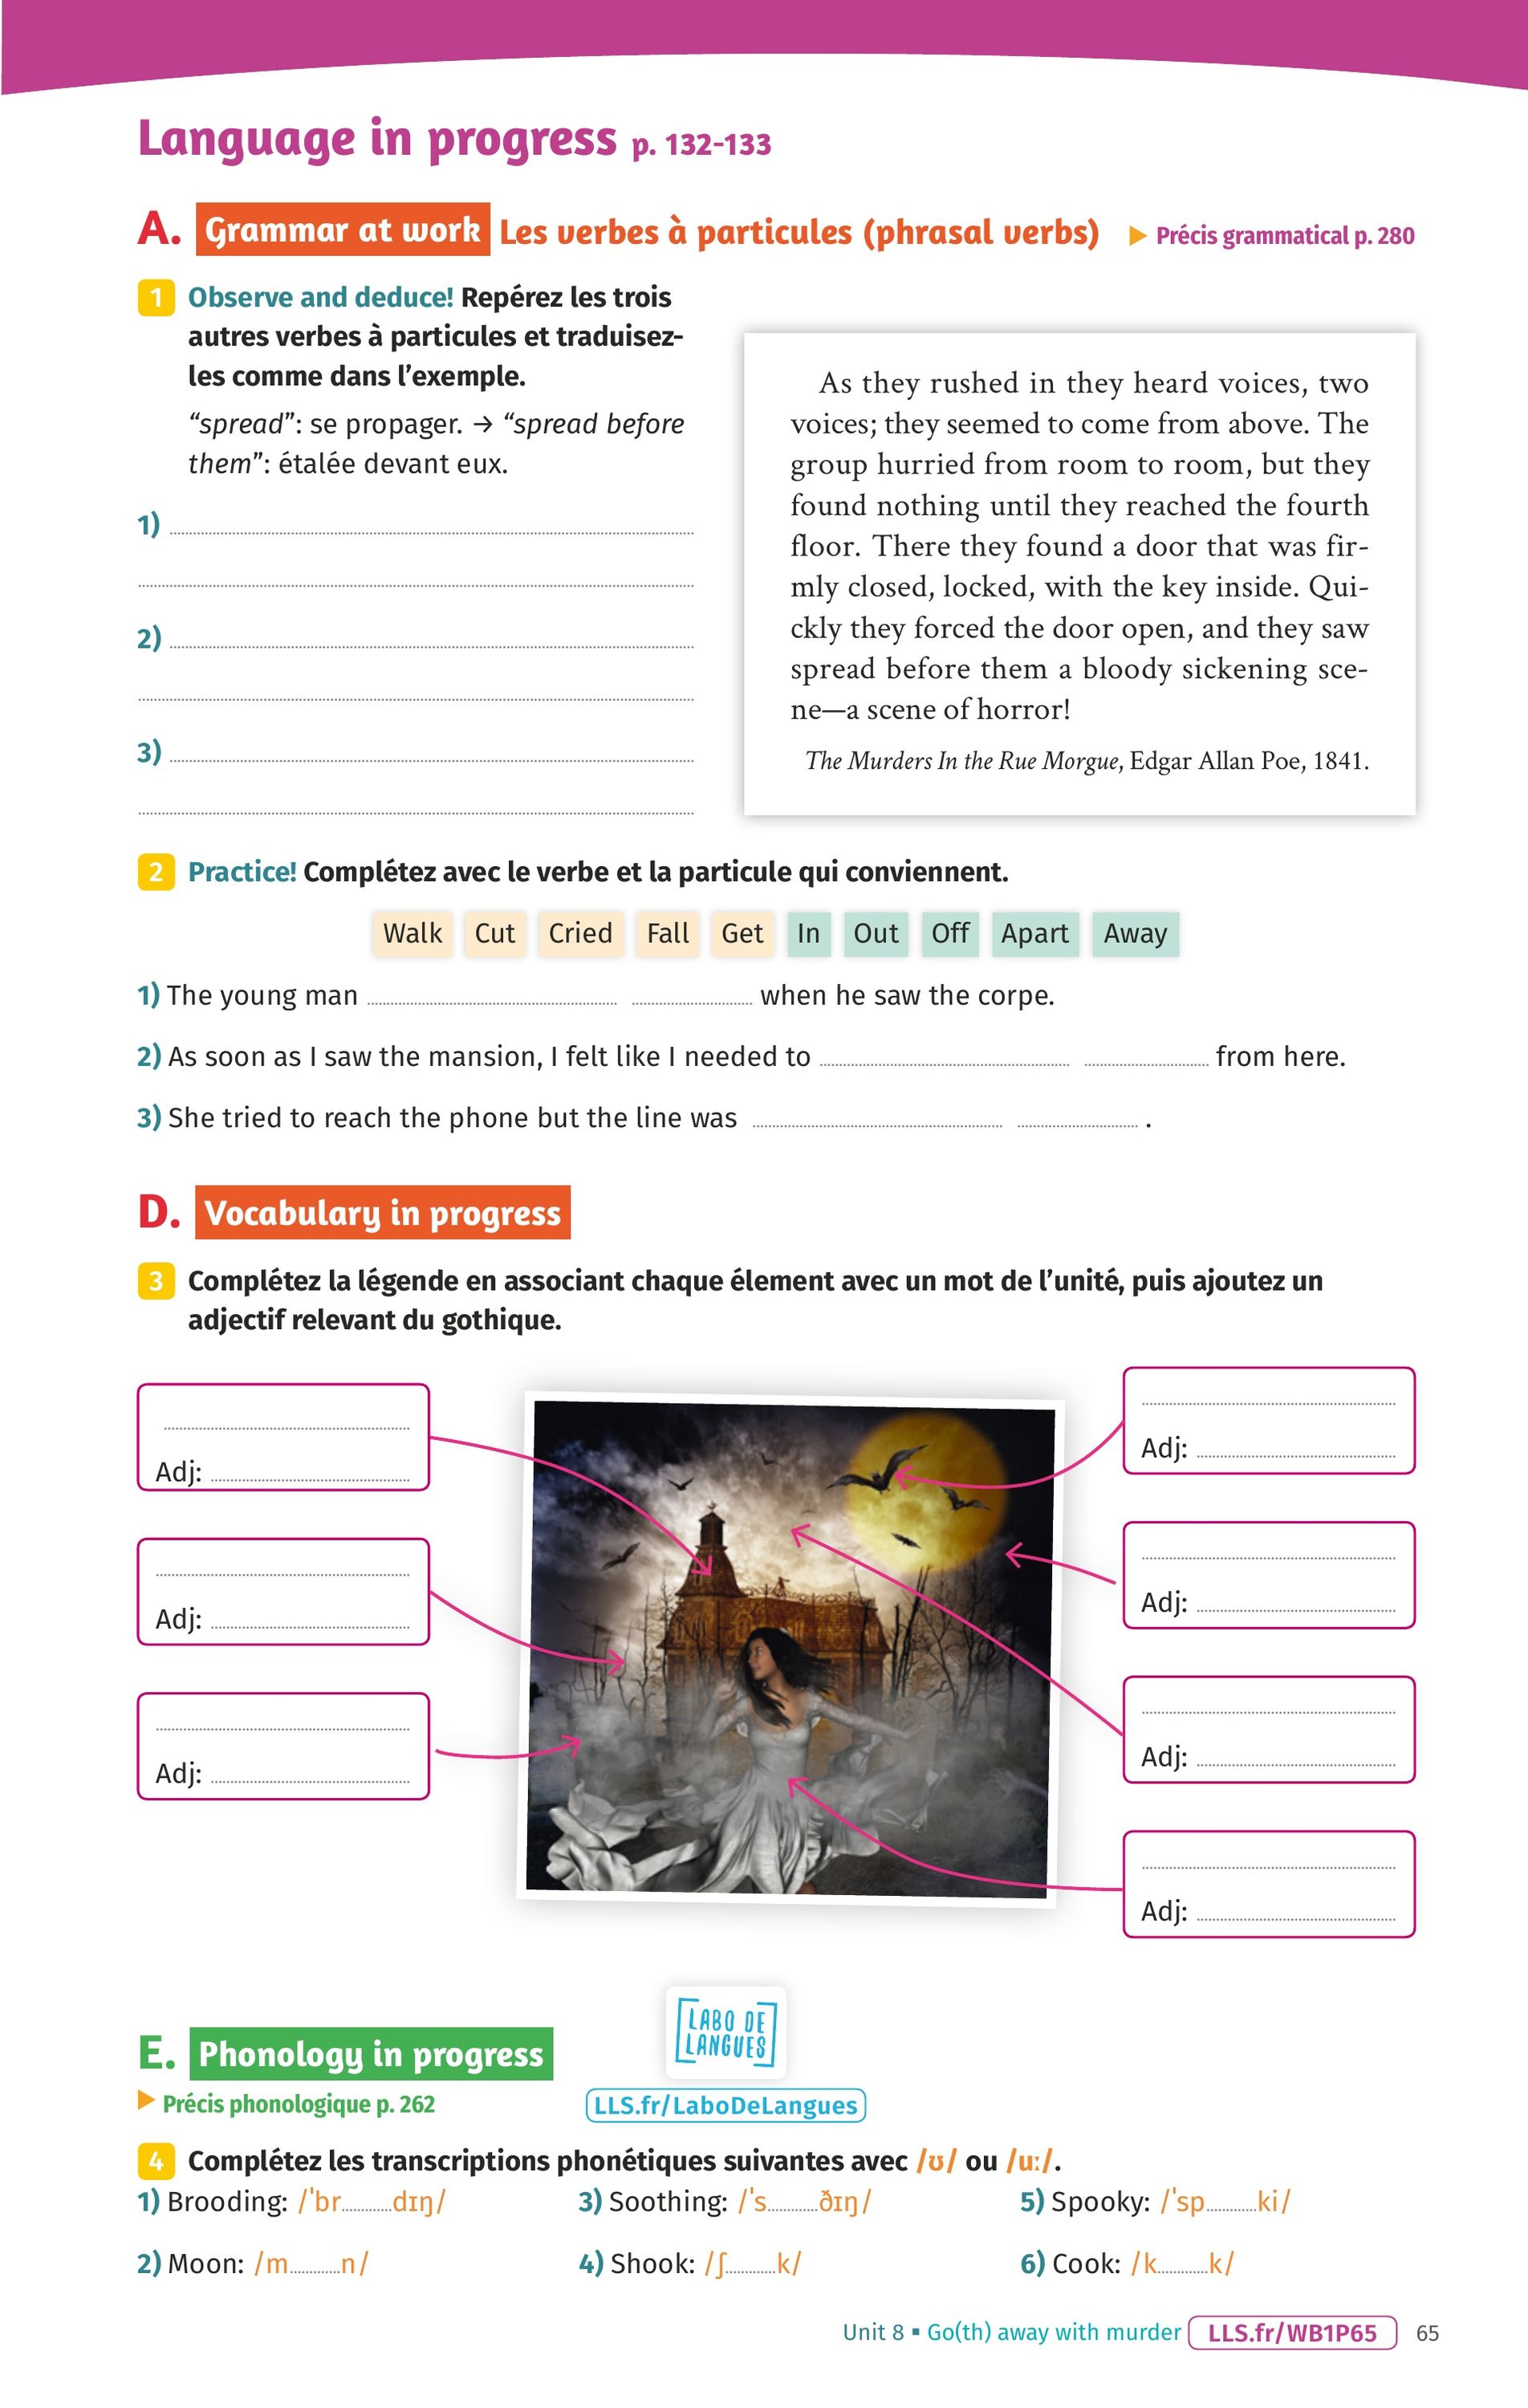 Language in progress p. 132-133
A. Grammar at work Les verbes à particules (phrasal verbs) ▶ Précis grammatical p. 280
1 Observe and deduce! Repérez les trois
autres verbes à particules et traduisez-
les comme dans l’exemple.
“spread”: se propager. → “spread before
them”: étalée devant eux.
1)
2)
3)
As they rushed in they heard voices, two
voices; they seemed to come from above. The
group hurried from room to room, but they
found nothing until they reached the fourth
floor. There they found a door that was fir-
mly closed, locked, with the key inside. Qui-
ckly they forced the door open, and they saw
spread before them a bloody sickening sce-
ne—a scene of horror!
The Murders In the Rue Morgue, Edgar Allan Poe, 1841.
2 Practice! Complétez avec le verbe et la particule qui conviennent.
Walk Cut Cried Fall Get In Out Off Apart Away
1) The young man when he saw the corpe.
2) As soon as I saw the mansion, I felt like I needed to from here.
3) She tried to reach the phone but the line was .
D. Vocabulary in progress
3 Complétez la légende en associant chaque élement avec un mot de l’unité, puis ajoutez un
adjectif relevant du gothique.
Adj:
Adj:
Adj:
Adj:
Adj:
Adj:
Adj:
LABO DE
LANGUES
E. Phonology in progress
▶ Précis phonologique p. 262
LLS.fr/LaboDeLangues
4 Complétez les transcriptions phonétiques suivantes avec /ʊ/ ou /uː/.
1) Brooding: /ˈbr..........dɪŋ/ 3) Soothing: /ˈs..........ðɪŋ/ 5) Spooky: /ˈsp..........ki/
2) Moon: /m..........n/ 4) Shook: /ʃ..........k/ 6) Cook: /k..........k/
Unit 8 ▪ Go(th) away with murder LLS.fr/WB1P65 65